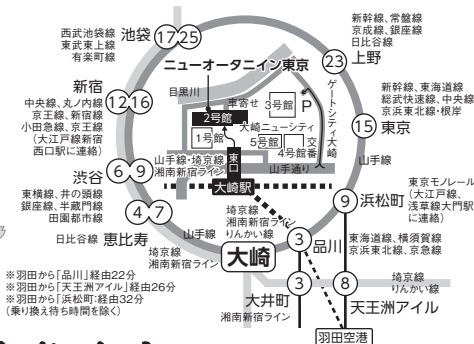 西武池袋線
東武東上線
有楽町線
池袋
17 25
新幹線、常盤線
京成線、銀座線
日比谷線
23
上野
ニューオータニイン東京
目黒川
車寄せ
P
ゲートシティ大崎
2号館
3号館
1号館
大崎ニューシティ
5号館
4号館
交番
新宿
12 16
中央線、丸ノ内線
京王線、新宿線
小田急線、京王線
(大江戸線新宿
西口駅に連絡)
新幹線、東海道線
総武快速線、中央線
京浜東北線・根岸
15
東京
山手線・埼京線
湘南新宿ライン
東口
山手通り
山手線
大崎駅
渋谷
6 9
東横線、井の頭線
銀座線、半蔵門線
田園都市線
東京モノレール
(大江戸線、
浅草線大門駅
に連絡)
9
浜松町
4 7
日比谷線
恵比寿
山手線
埼京線
湘南新宿ライン
りんかい線
埼京線
湘南新宿ライン
大崎
3
品川
東海道線、横須賀線
京浜東北線、京急線
※羽田から「品川」経由22分
※羽田から「天王洲アイル」経由26分
※羽田から「浜松町:経由32分
(乗り換え待ち時間を除く)
3
大井町
湘南新宿ライン
8
天王洲アイル
埼京線
りんかい線
羽田空港